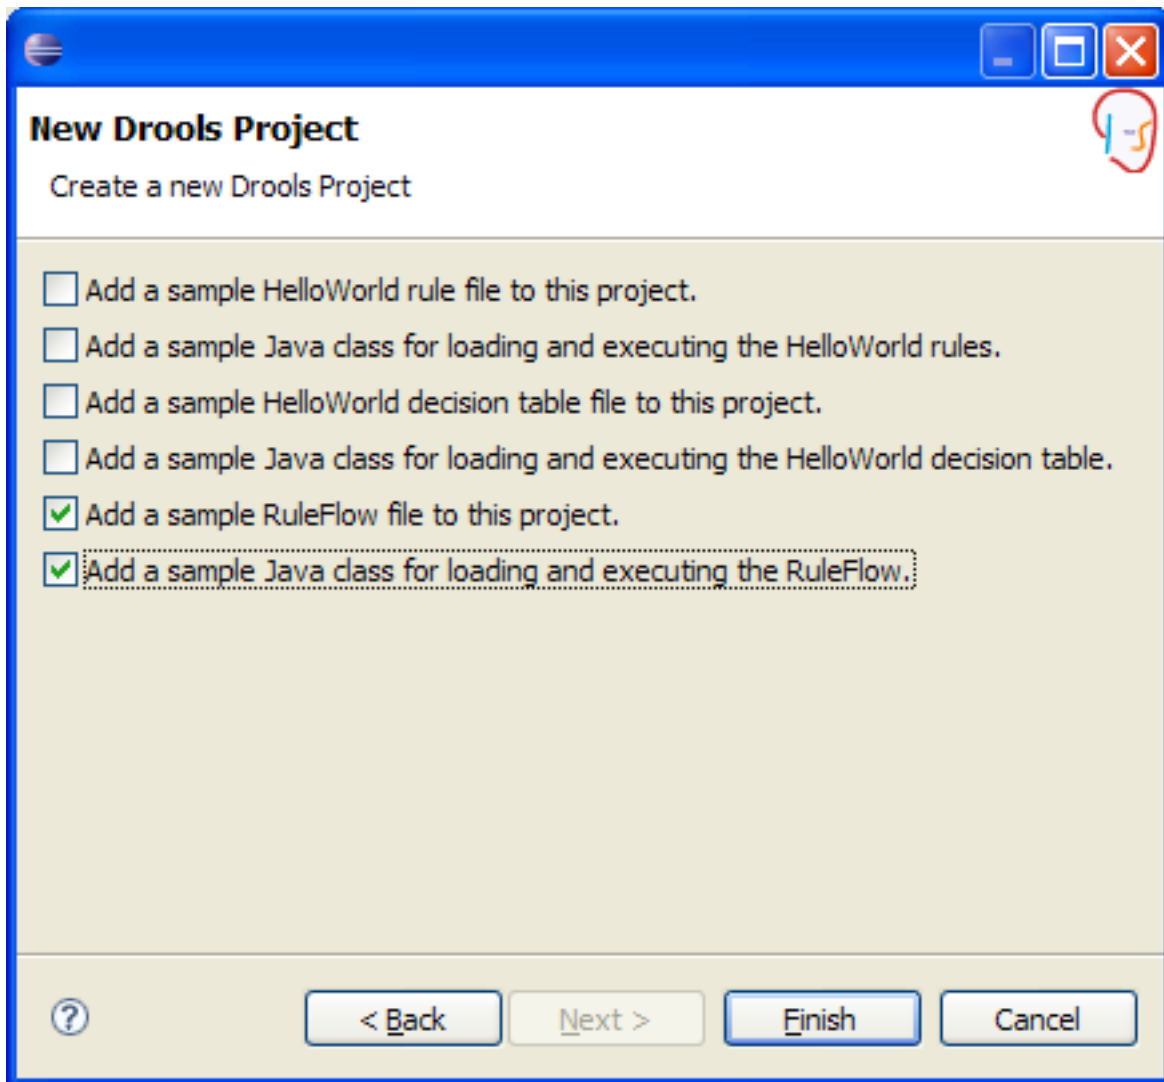 New Drools Project
Create a new Drools Project
Add a sample HelloWorld rule file to this project.
Add a sample Java class for loading and executing the HelloWorld rules.
Add a sample HelloWorld decision table file to this project.
Add a sample Java class for loading and executing the HelloWorld decision table.
Add a sample RuleFlow file to this project.
Add a sample Java class for loading and executing the RuleFlow.
? < Back Next > Finish Cancel